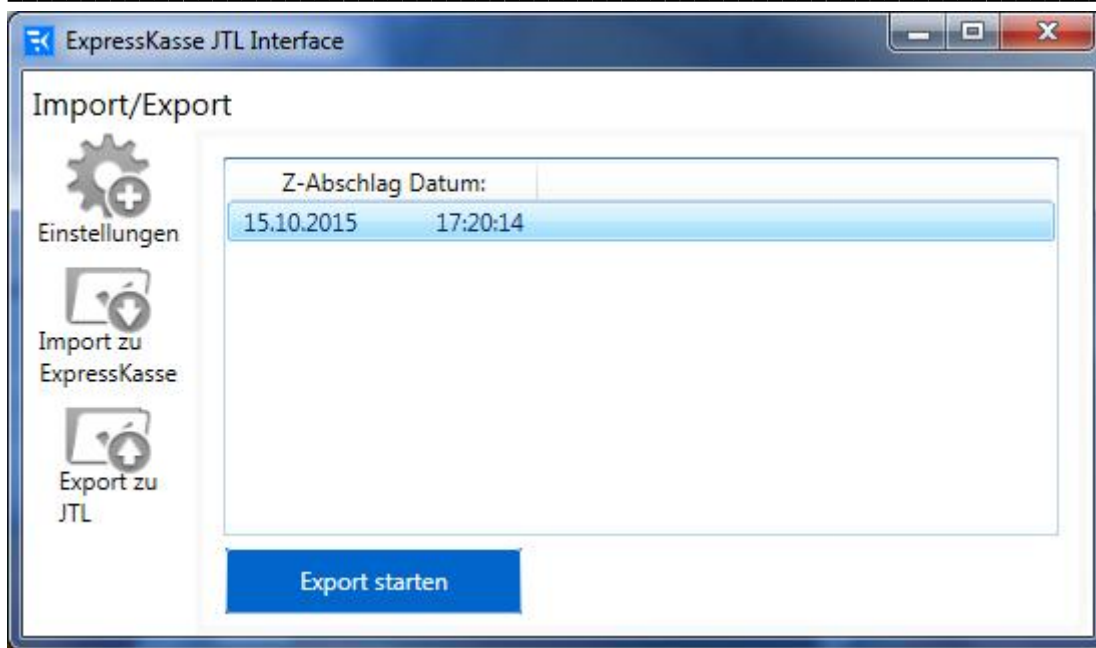 ExpressKasse JTL Interface
Import/Export
Einstellungen
Import zu
ExpressKasse
Export zu
JTL
Z-Abschlag Datum:
15.10.2015 17:20:14
Export starten